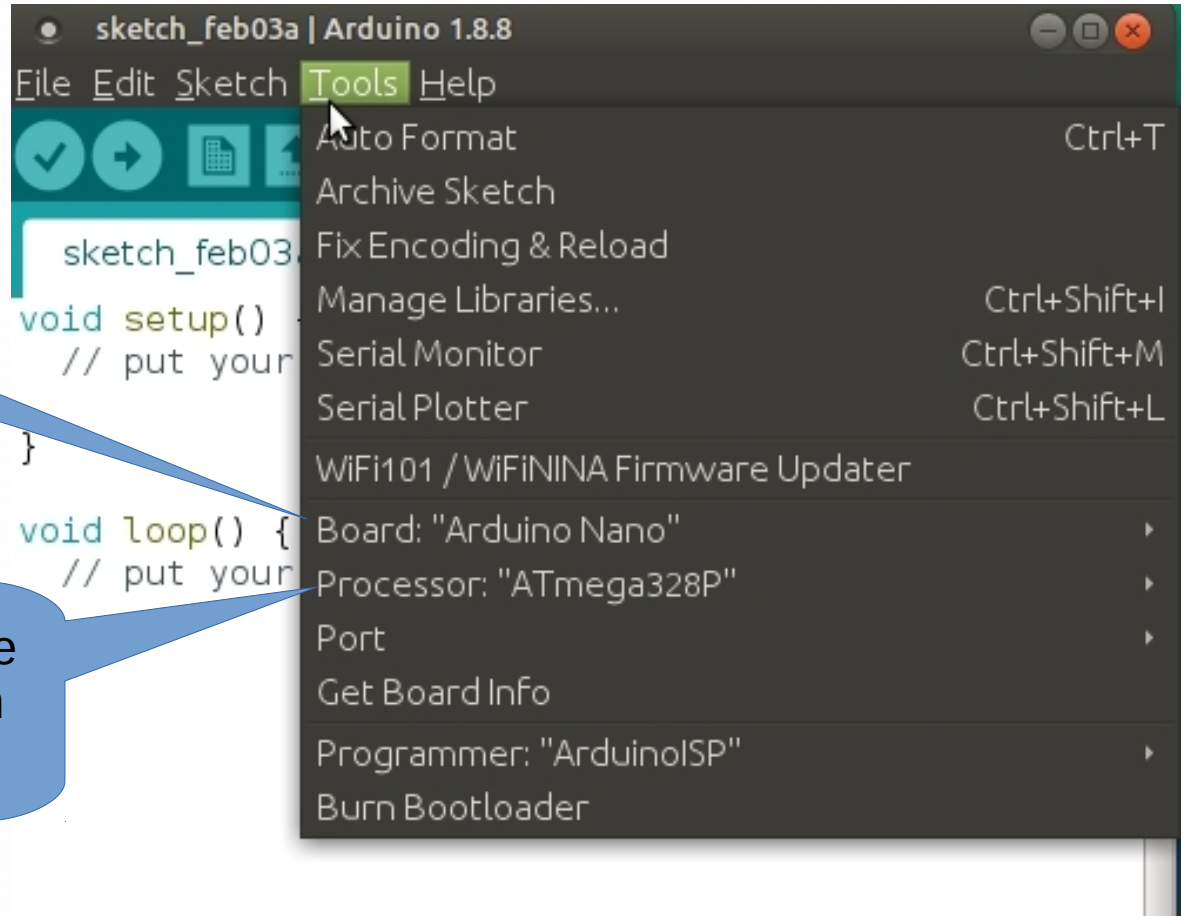 sketch_feb03a | Arduino 1.8.8
File Edit Sketch Tools Help
Auto Format Ctrl+T
Archive Sketch
Fix Encoding & Reload
Manage Libraries... Ctrl+Shift+I
Serial Monitor Ctrl+Shift+M
Serial Plotter Ctrl+Shift+L
WiFi101 / WiFiNINA Firmware Updater
Board: "Arduino Nano"
Processor: "ATmega328P"
Port
Get Board Info
Programmer: "ArduinoISP"
Burn Bootloader
sketch_feb03
void setup() {
// put your
}
void loop() {
// put your